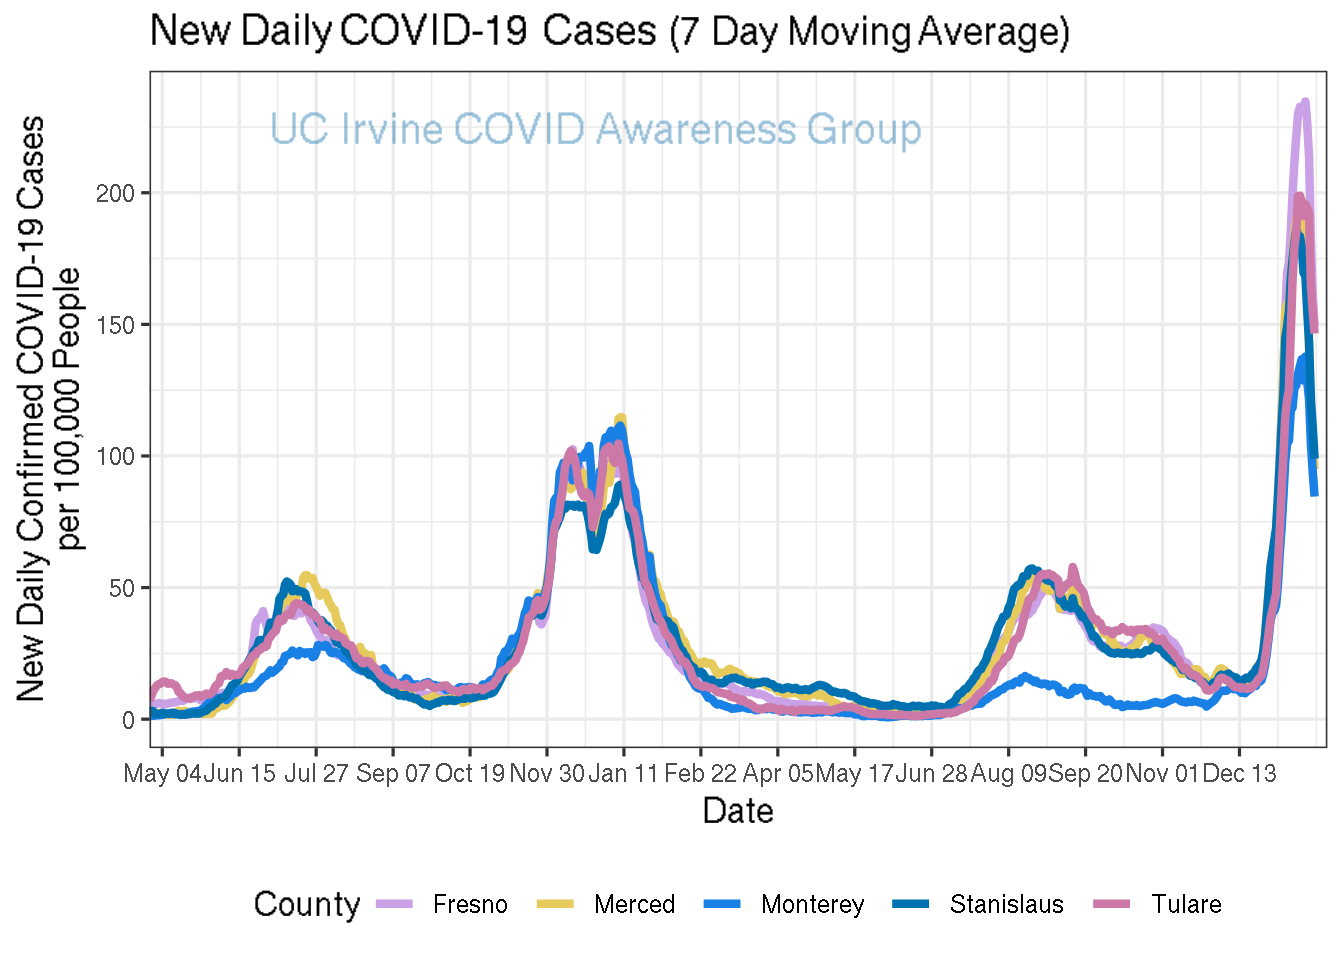 New Daily COVID-19 Cases (7 Day Moving Average)
UC Irvine COVID Awareness Group
New Daily Confirmed COVID-19 Cases
per 100,000 People
200
150
100
50
0
May 04 Jun 15 Jul 27 Sep 07 Oct 19 Nov 30 Jan 11 Feb 22 Apr 05 May 17 Jun 28 Aug 09 Sep 20 Nov 01 Dec 13
Date
County Fresno Merced Monterey Stanislaus Tulare